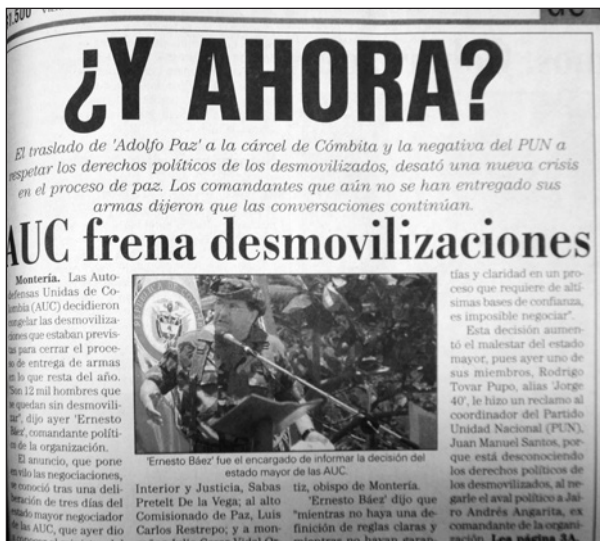 $1.500
¿Y AHORA?
El traslado de 'Adolfo Paz' a la cárcel de Cómbita y la negativa del PUN a
respetar los derechos políticos de los desmovilizados, desató una nueva crisis
en el proceso de paz. Los comandantes que aún no se han entregado sus
armas dijeron que las conversaciones continúan.
AUC frena desmovilizaciones
Montería. Las Auto-
defensas Unidas de Co-
lombia (AUC) decidieron
congelar las desmoviliza-
ciones que estaban previs-
tas para cerrar el proce-
so de entrega de armas
en lo que resta del año.
"Son 12 mil hombres que
se quedan sin desmovili-
zar", dijo ayer 'Ernesto
Báez', comandante políti-
co de la organización.
El anuncio, que pone
en vilo las negociaciones,
se conoció tras una deli-
beración de tres días del
estado mayor negociador
de las AUC, que ayer dio
'Ernesto Báez' fue el encargado de informar la decisión del
estado mayor de las AUC.
Interior y Justicia, Sabas
Pretelt De la Vega; al alto
Comisionado de Paz, Luis
Carlos Restrepo; y a mon-
tiz, obispo de Montería.
'Ernesto Báez' dijo que
"mientras no haya una de-
finición de reglas claras y
mientras no hayan garan-
tías y claridad en un pro-
ceso que requiere de altí-
simas bases de confianza,
es imposible negociar".
Esta decisión aumen-
tó el malestar del estado
mayor, pues ayer uno de
sus miembros, Rodrigo
Tovar Pupo, alias 'Jorge
40', le hizo un reclamo al
coordinador del Partido
Unidad Nacional (PUN),
Juan Manuel Santos, por-
que está desconociendo
los derechos políticos de
los desmovilizados, al ne-
garle el aval político a Jai-
ro Andrés Angarita, ex
comandante de la organi-
zación. Lea página 3A.